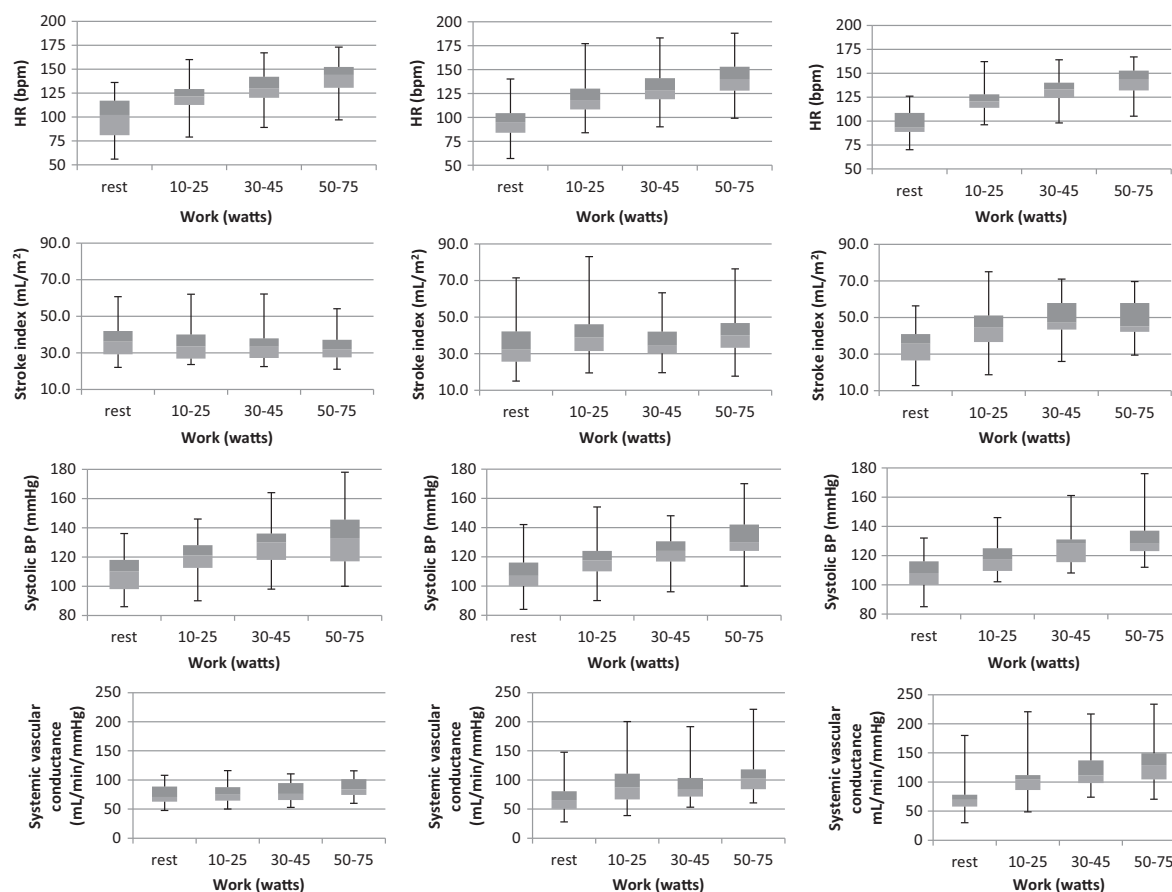 HR (bpm)
200
175
150
125
100
75
50
rest 10-25 30-45 50-75
Work (watts)
HR (bpm)
200
175
150
125
100
75
50
rest 10-25 30-45 50-75
Work (watts)
HR (bpm)
200
175
150
125
100
75
50
rest 10-25 30-45 50-75
Work (watts)
Stroke index (mL/m²)
90.0
70.0
50.0
30.0
10.0
rest 10-25 30-45 50-75
Work (watts)
Stroke index (mL/m²)
90.0
70.0
50.0
30.0
10.0
rest 10-25 30-45 50-75
Work (watts)
Stroke index (mL/m²)
90.0
70.0
50.0
30.0
10.0
rest 10-25 30-45 50-75
Work (watts)
Systolic BP (mmHg)
180
160
140
120
100
80
rest 10-25 30-45 50-75
Work (watts)
Systolic BP (mmHg)
180
160
140
120
100
80
rest 10-25 30-45 50-75
Work (watts)
Systolic BP (mmHg)
180
160
140
120
100
80
rest 10-25 30-45 50-75
Work (watts)
Systemic vascular
conductance
(mL/min/mmHg)
250
200
150
100
50
0
rest 10-25 30-45 50-75
Work (watts)
Systemic vascular
conductance
(mL/min/mmHg)
250
200
150
100
50
0
rest 10-25 30-45 50-75
Work (watts)
Systemic vascular
conductance
mL/min/mmHg)
250
200
150
100
50
0
rest 10-25 30-45 50-75
Work (watts)